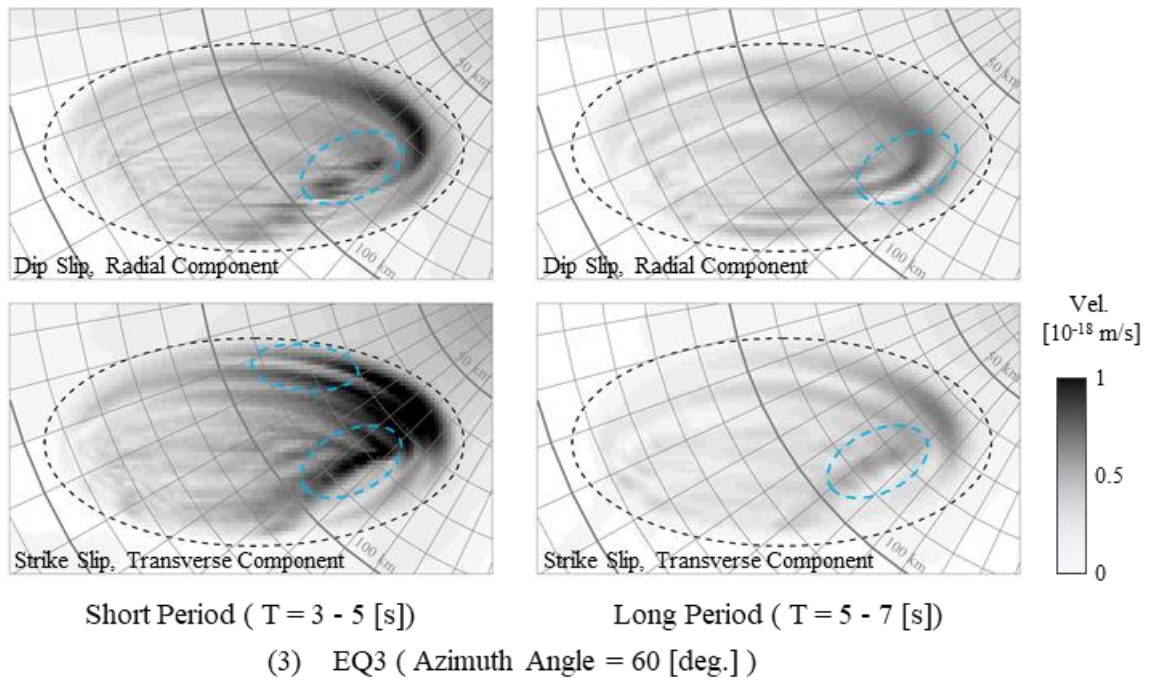 50 km
100 km
Dip Slip, Radial Component
50 km
100 km
Dip Slip, Radial Component
50 km
100 km
Strike Slip, Transverse Component
50 km
100 km
Strike Slip, Transverse Component
Vel.
[10⁻¹⁸ m/s]
1
0.5
0
Short Period ( T = 3 - 5 [s])
Long Period ( T = 5 - 7 [s])
(3) EQ3 ( Azimuth Angle = 60 [deg.] )